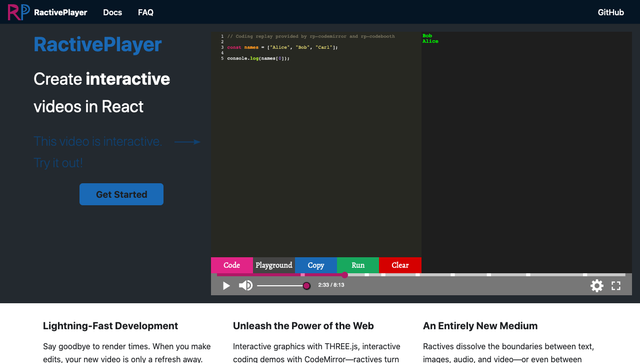 RP RactivePlayer Docs FAQ GitHub
RactivePlayer
Create interactive
videos in React
This video is interactive.
Try it out!
Get Started
1 // Coding replay provided by rp-codemirror and rp-codebooth
2
3 const names = ["Alice", "Bob", "Carl"];
4
5 console.log(names[0]);
Bob
Alice
Code Playground Copy Run Clear
2:33 / 8:13
Lightning-Fast Development
Say goodbye to render times. When you make
edits, your new video is only a refresh away.
Unleash the Power of the Web
Interactive graphics with THREE.js, interactive
coding demos with CodeMirror—ractives turn
An Entirely New Medium
Ractives dissolve the boundaries between text,
images, audio, and video—or even between